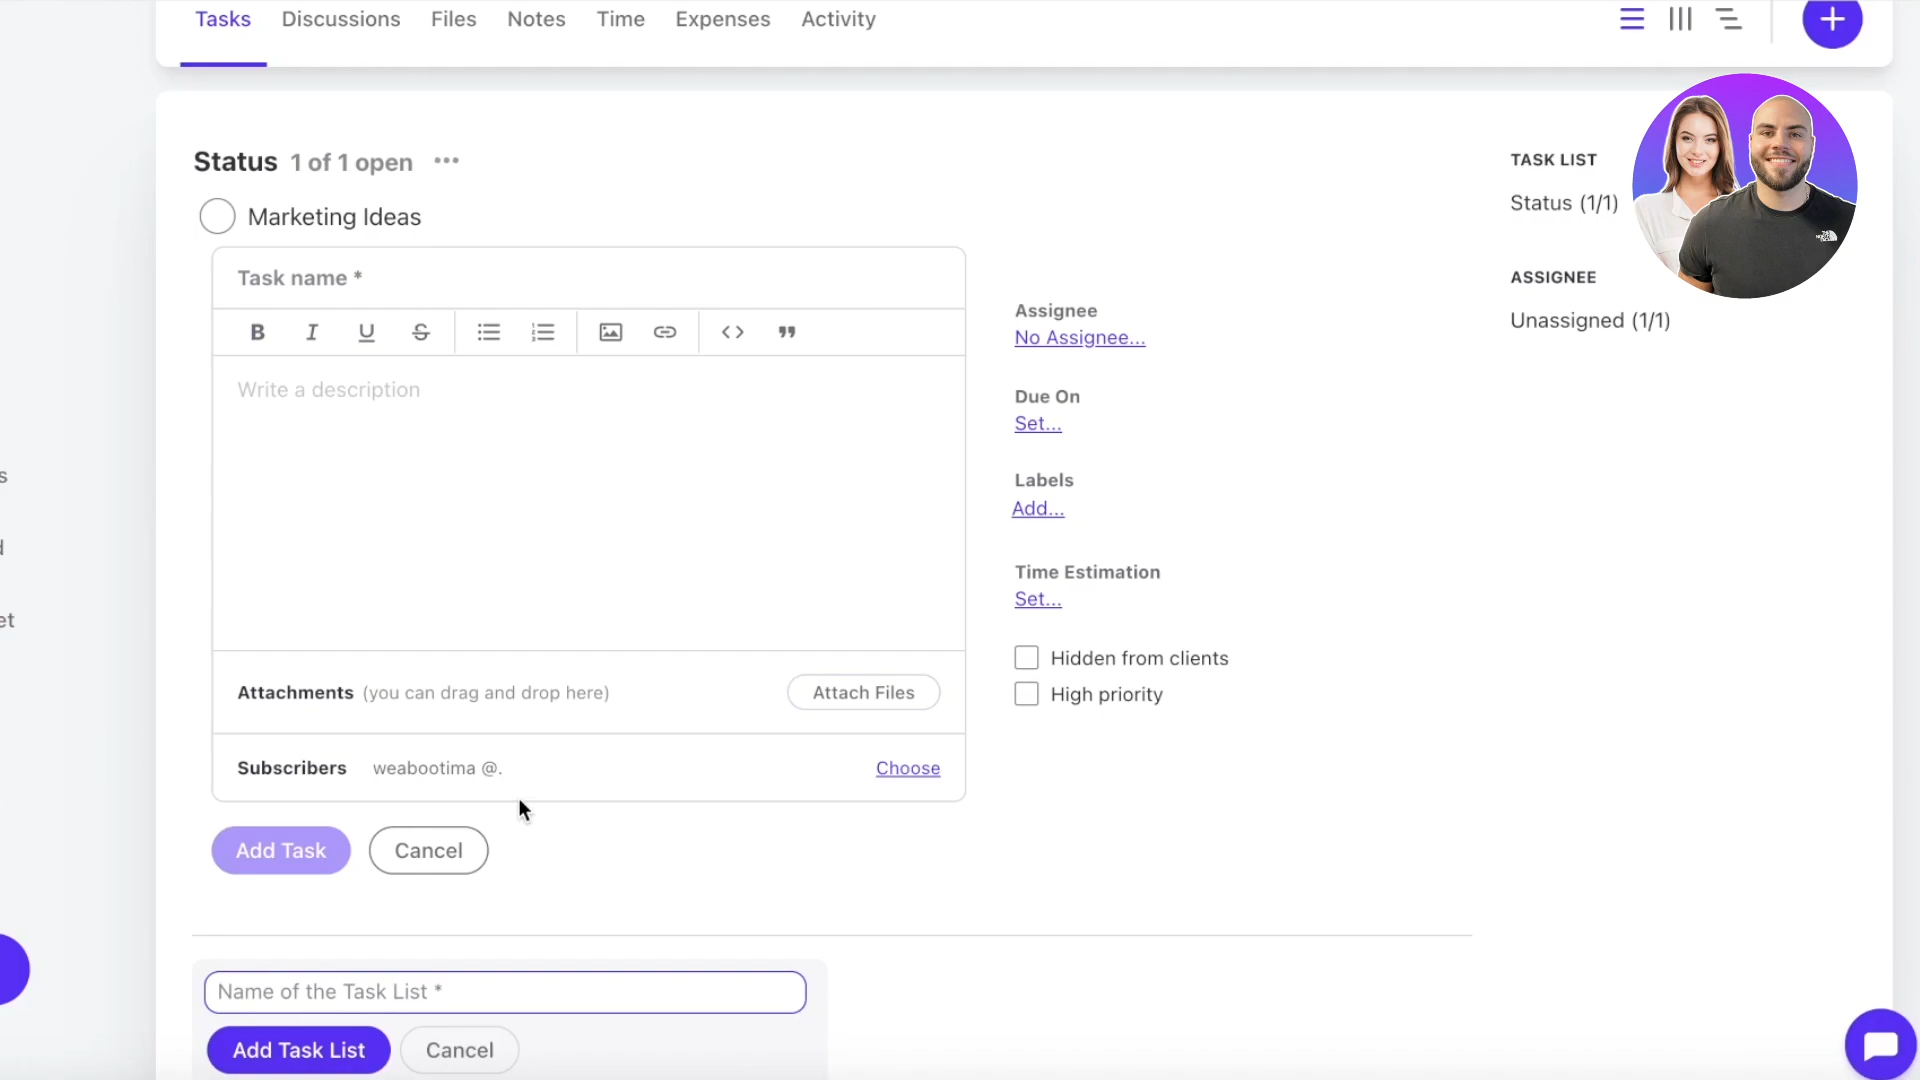 Tasks Discussions Files Notes Time Expenses Activity
Status 1 of 1 open
Marketing Ideas
Task name *
Write a description
Attachments (you can drag and drop here) Attach Files
Subscribers weabootima @. Choose
Add Task Cancel
Assignee
No Assignee...
Due On
Set...
Labels
Add...
Time Estimation
Set...
Hidden from clients
High priority
TASK LIST
Status (1/1)
ASSIGNEE
Unassigned (1/1)
Name of the Task List *
Add Task List Cancel
s
et